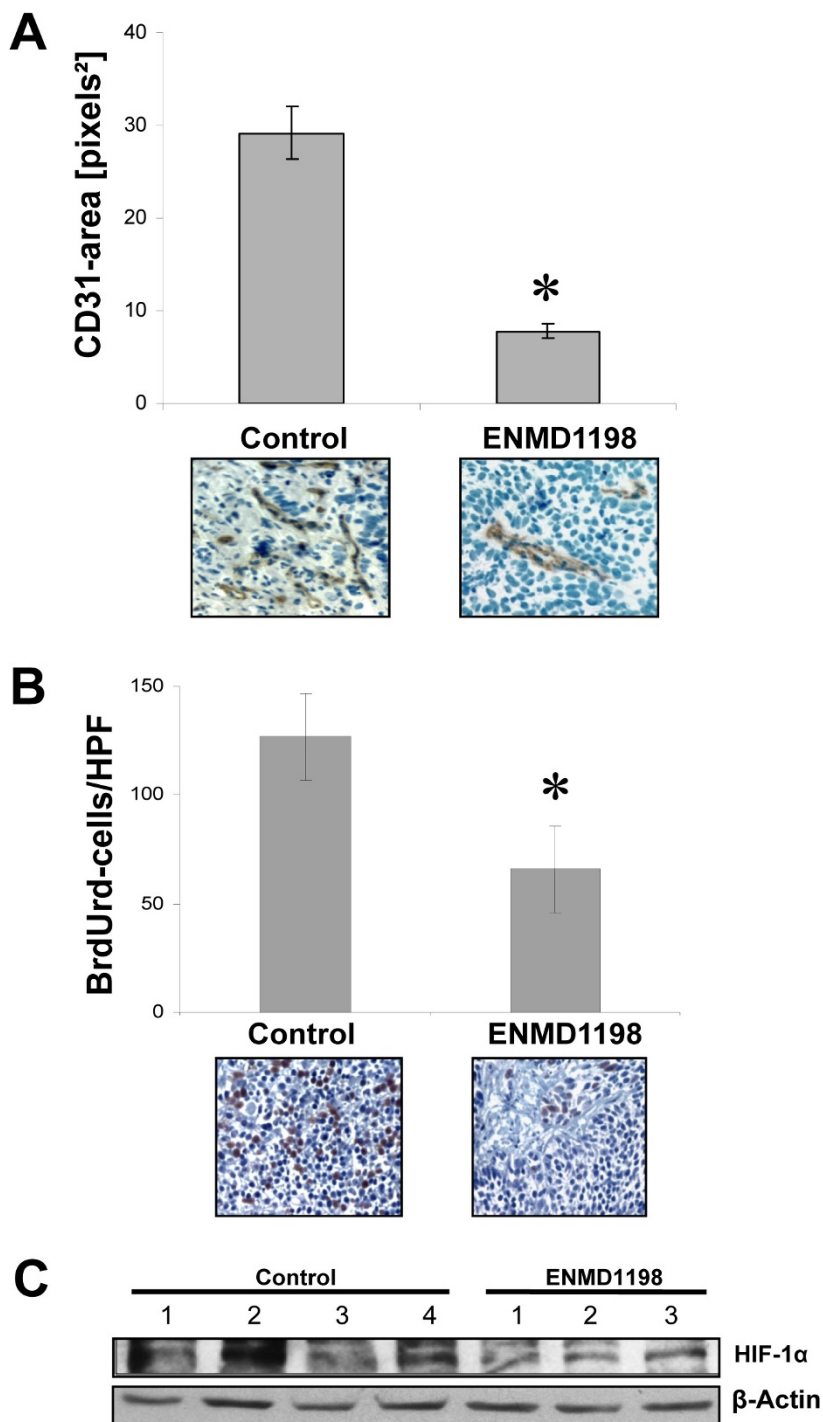 A
CD31-area [pixels²]
40
30
20
10
0
*
Control ENMD1198
B
BrdUrd-cells/HPF
150
100
50
0
*
Control ENMD1198
C
Control ENMD1198
1 2 3 4 1 2 3
HIF-1α
β-Actin